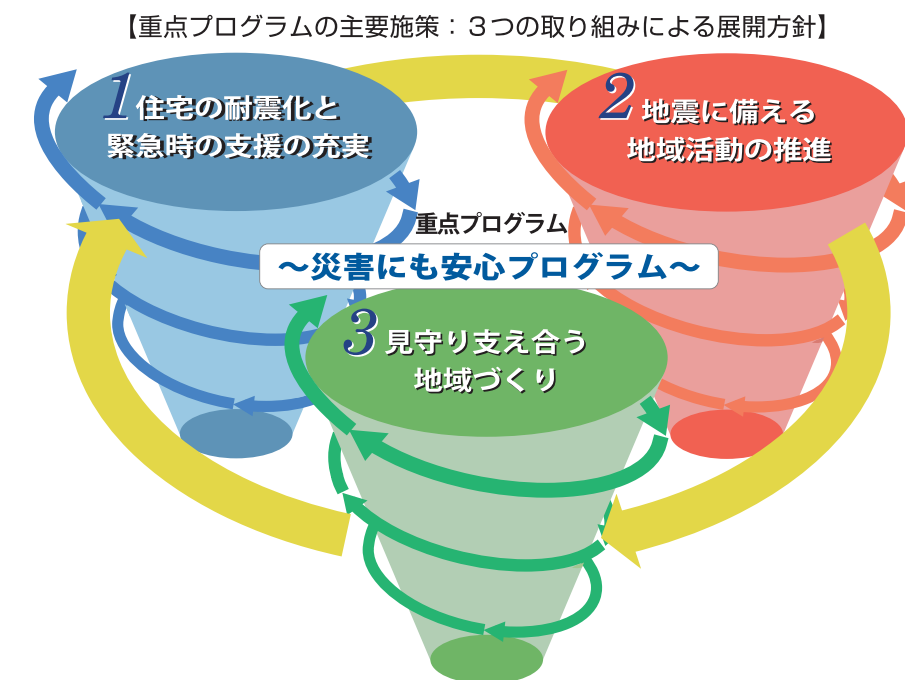 【重点プログラムの主要施策：３つの取り組みによる展開方針】
1 住宅の耐震化と
緊急時の支援の充実
2 地震に備える
地域活動の推進
重点プログラム
～災害にも安心プログラム～
3 見守り支え合う
地域づくり